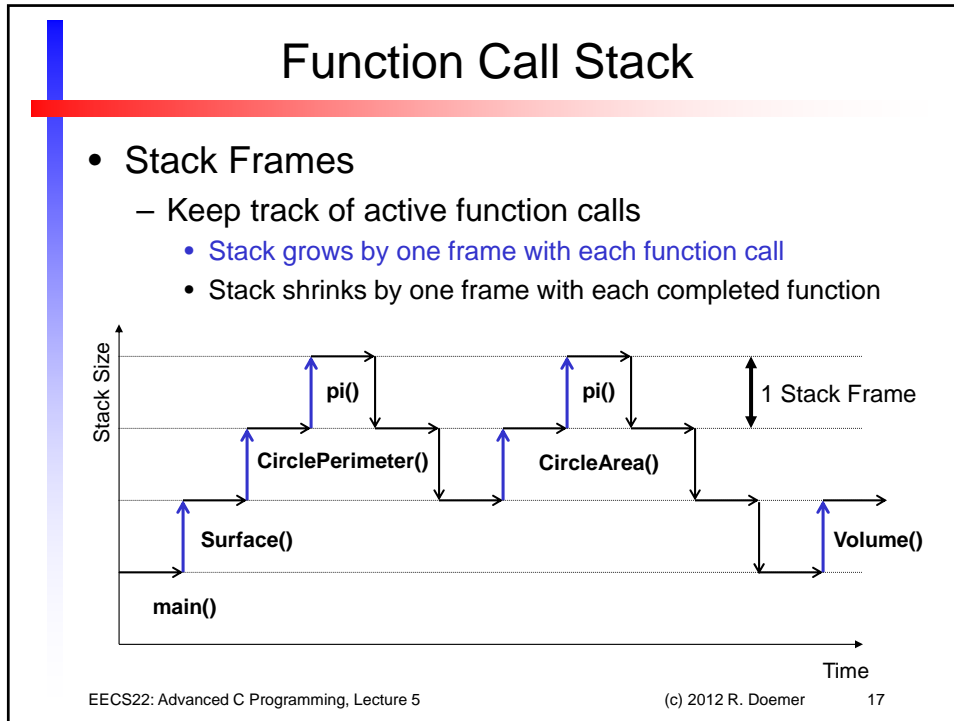 Function Call Stack
• Stack Frames
– Keep track of active function calls
• Stack grows by one frame with each function call
• Stack shrinks by one frame with each completed function
Stack Size
pi()
pi()
1 Stack Frame
CirclePerimeter()
CircleArea()
Surface()
Volume()
main()
Time
EECS22: Advanced C Programming, Lecture 5
(c) 2012 R. Doemer
17